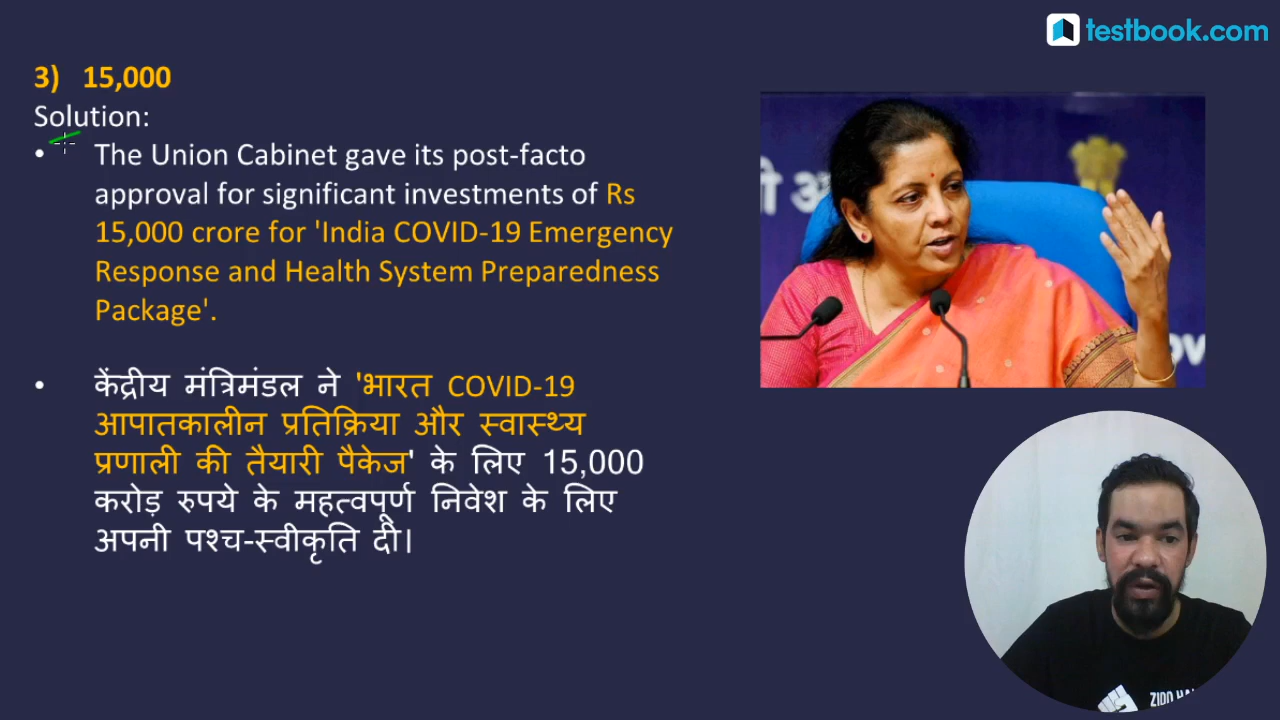 testbook.com
3) 15,000
Solution:
• The Union Cabinet gave its post-facto
approval for significant investments of Rs
15,000 crore for 'India COVID-19 Emergency
Response and Health System Preparedness
Package'.
• केंद्रीय मंत्रिमंडल ने 'भारत COVID-19
आपातकालीन प्रतिक्रिया और स्वास्थ्य
प्रणाली की तैयारी पैकेज' के लिए 15,000
करोड़ रुपये के महत्वपूर्ण निवेश के लिए
अपनी पश्च-स्वीकृति दी।